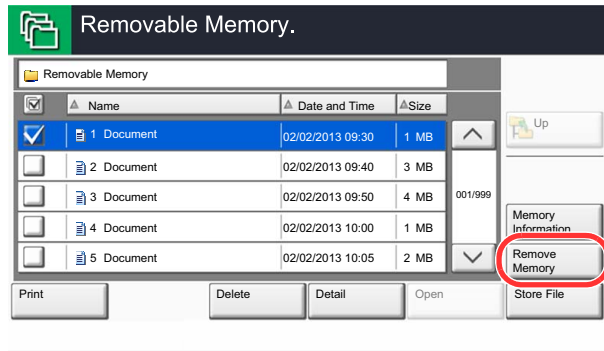 Removable Memory.
Removable Memory
Name Date and Time Size
1 Document 02/02/2013 09:30 1 MB
Up
2 Document 02/02/2013 09:40 3 MB
3 Document 02/02/2013 09:50 4 MB
001/999
4 Document 02/02/2013 10:00 1 MB
Memory
Information
5 Document 02/02/2013 10:05 2 MB
Remove
Memory
Print Delete Detail Open Store File